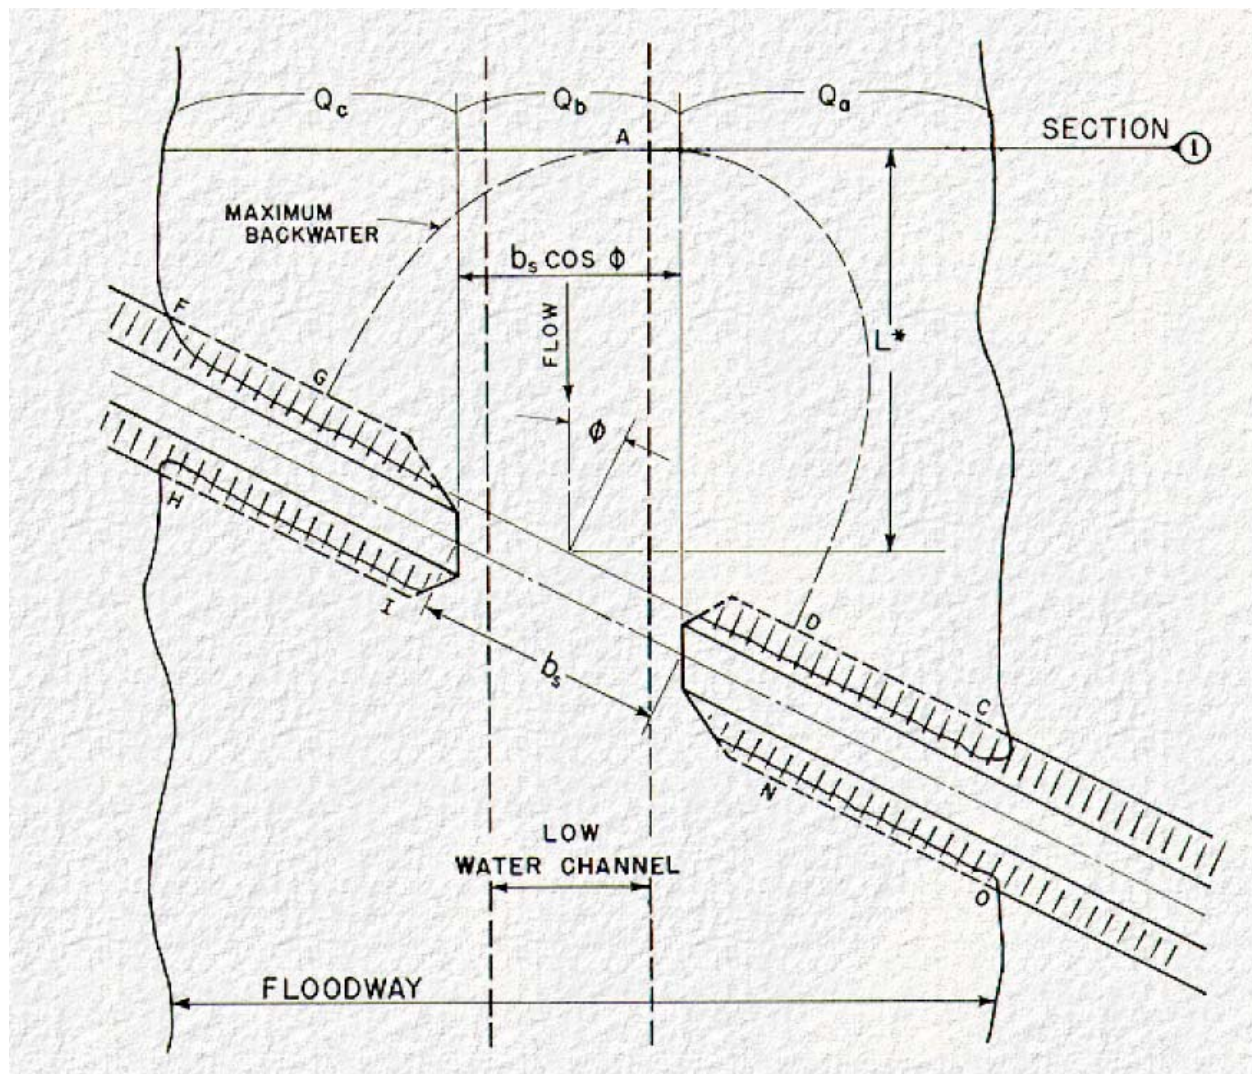 Qc Qb Qa
SECTION 1
A
MAXIMUM
BACKWATER
bs cos ϕ
FLOW
F
L*
G
ϕ
H
I
D
bs
C
N
LOW
WATER CHANNEL
O
FLOODWAY